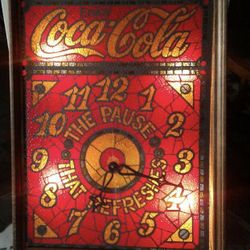 Coca-Cola
11 12 1
10 2
THE PAUSE
9 3
THAT REFRESHES
8 4
7 6 5